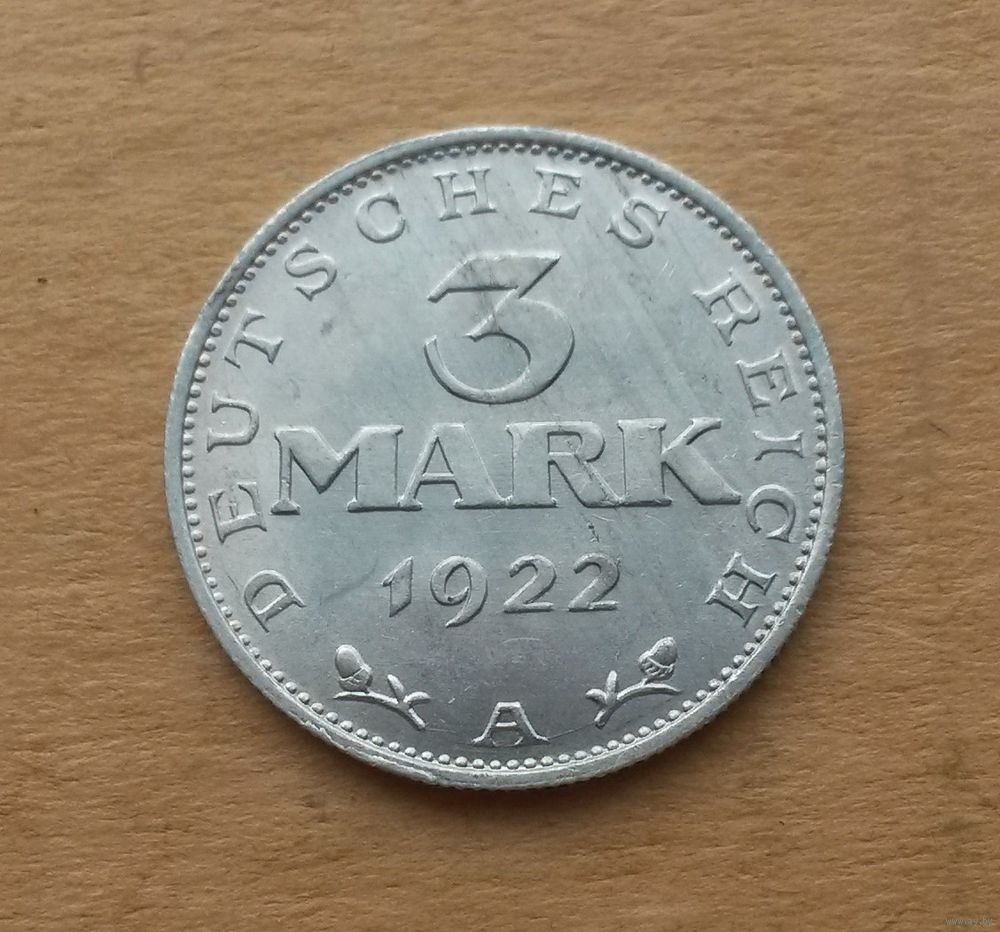 DEUTSCHES REICH
3
MARK
1922
A